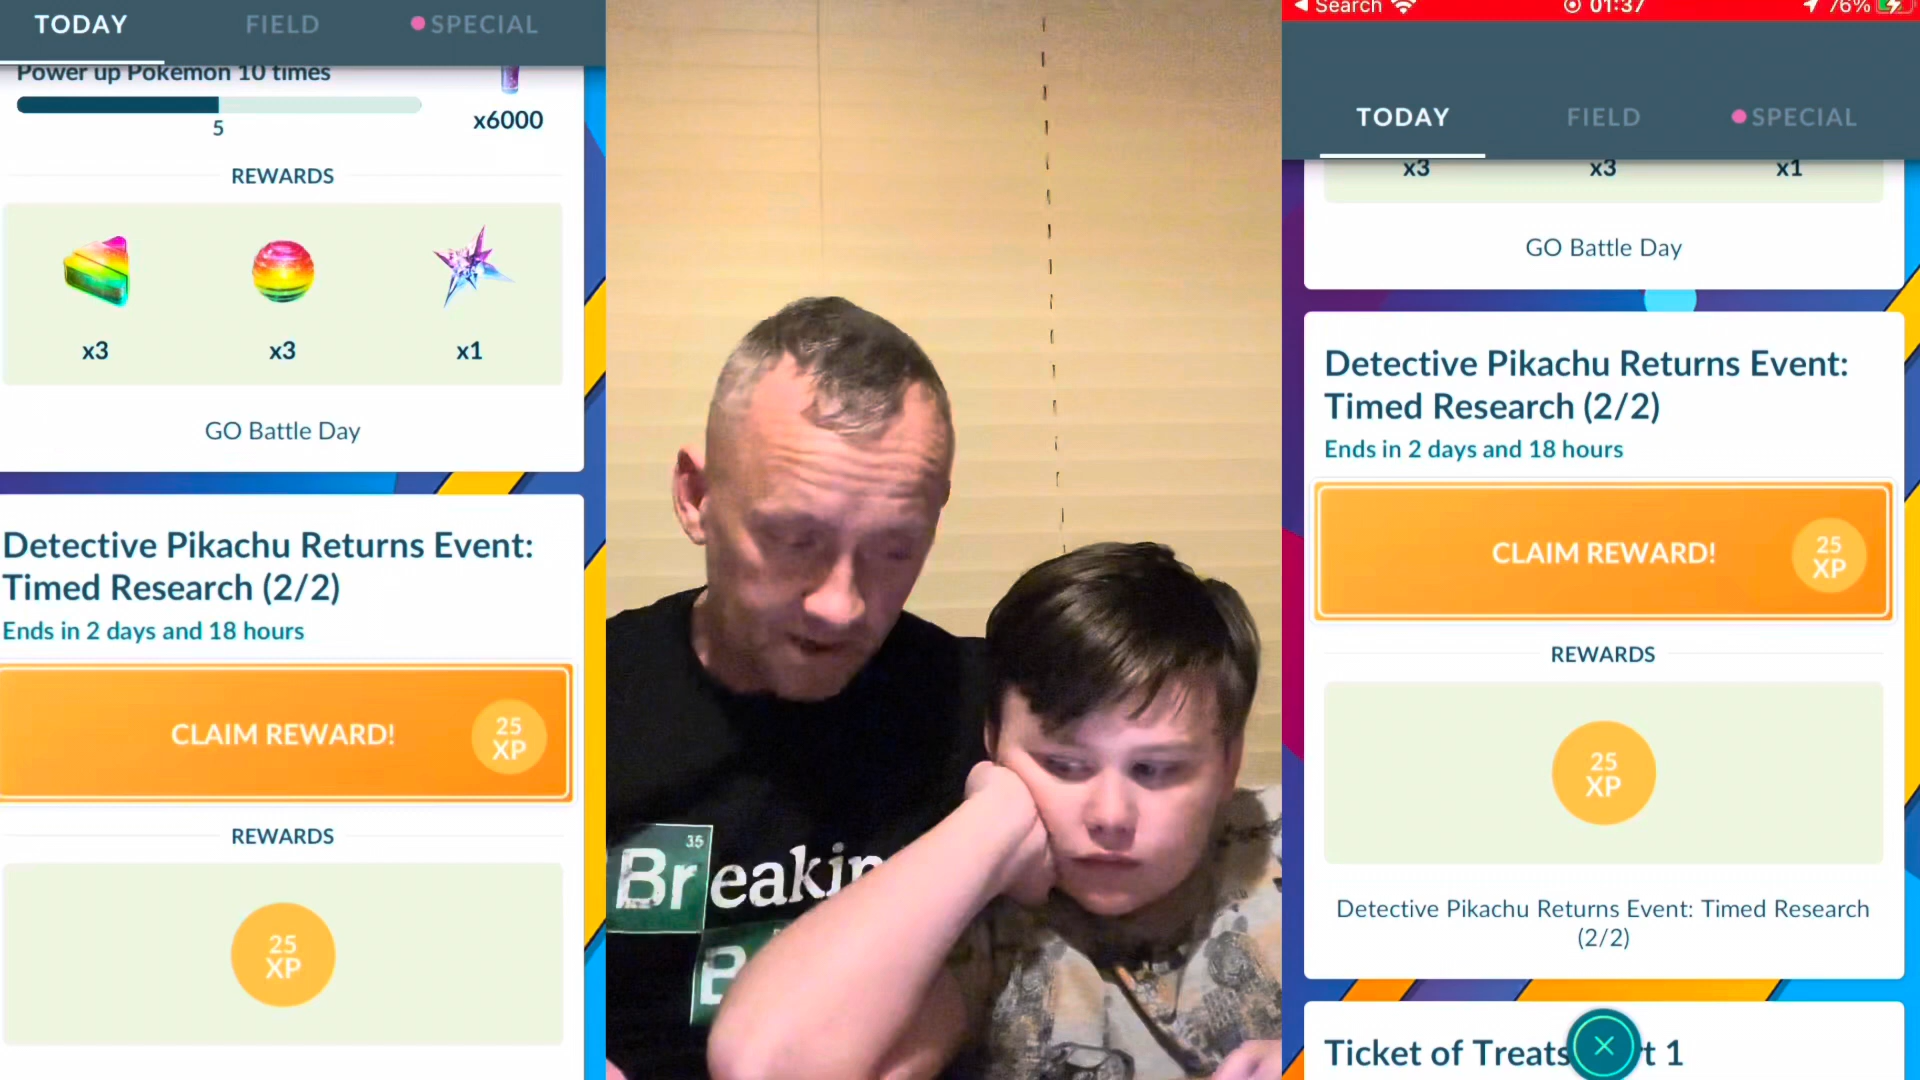 TODAY FIELD SPECIAL
Power up Pokémon 10 times
5
x6000
REWARDS
x3 x3 x1
GO Battle Day
Detective Pikachu Returns Event:
Timed Research (2/2)
Ends in 2 days and 18 hours
CLAIM REWARD!
25
XP
REWARDS
25
XP
35
Breakin
B
Search 01:37 76%
TODAY FIELD SPECIAL
x3 x3 x1
GO Battle Day
Detective Pikachu Returns Event:
Timed Research (2/2)
Ends in 2 days and 18 hours
CLAIM REWARD!
25
XP
REWARDS
25
XP
Detective Pikachu Returns Event: Timed Research
(2/2)
Ticket of Treats t 1